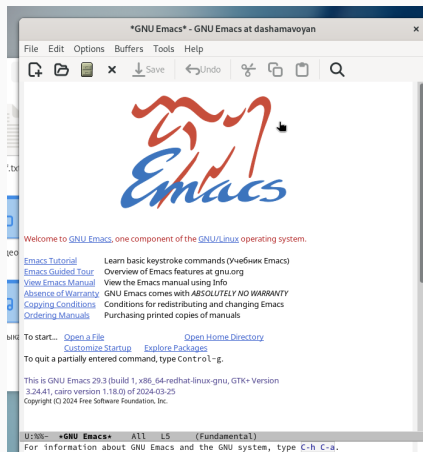 *GNU Emacs* - GNU Emacs at dashamavoyan
File Edit Options Buffers Tools Help
Save Undo
Emacs
Welcome to GNU Emacs, one component of the GNU/Linux operating system.
Emacs Tutorial Learn basic keystroke commands (Учебник Emacs)
Emacs Guided Tour Overview of Emacs features at gnu.org
View Emacs Manual View the Emacs manual using Info
Absence of Warranty GNU Emacs comes with ABSOLUTELY NO WARRANTY
Copying Conditions Conditions for redistributing and changing Emacs
Ordering Manuals Purchasing printed copies of manuals
To start... Open a File Open Home Directory
Customize Startup Explore Packages
To quit a partially entered command, type Control-g.
This is GNU Emacs 29.3 (build 1, x86_64-redhat-linux-gnu, GTK+ Version
3.24.41, cairo version 1.18.0) of 2024-03-25
Copyright (C) 2024 Free Software Foundation, Inc.
U:%%- *GNU Emacs* All L5 (Fundamental)
For information about GNU Emacs and the GNU system, type C-h C-a.